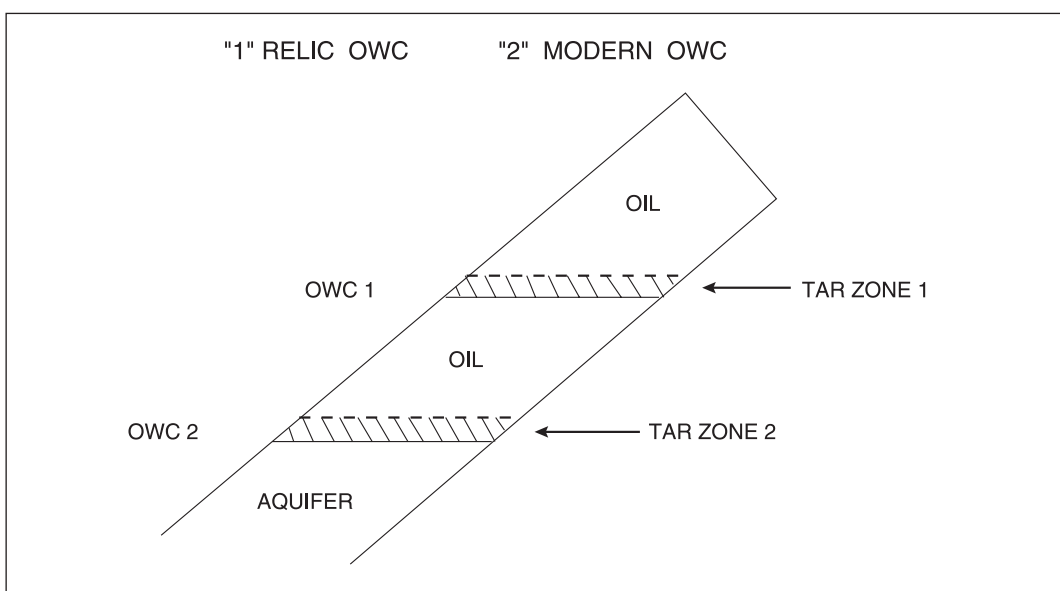 "1" RELIC OWC "2" MODERN OWC
OIL
OWC 1 TAR ZONE 1
OIL
OWC 2 TAR ZONE 2
AQUIFER